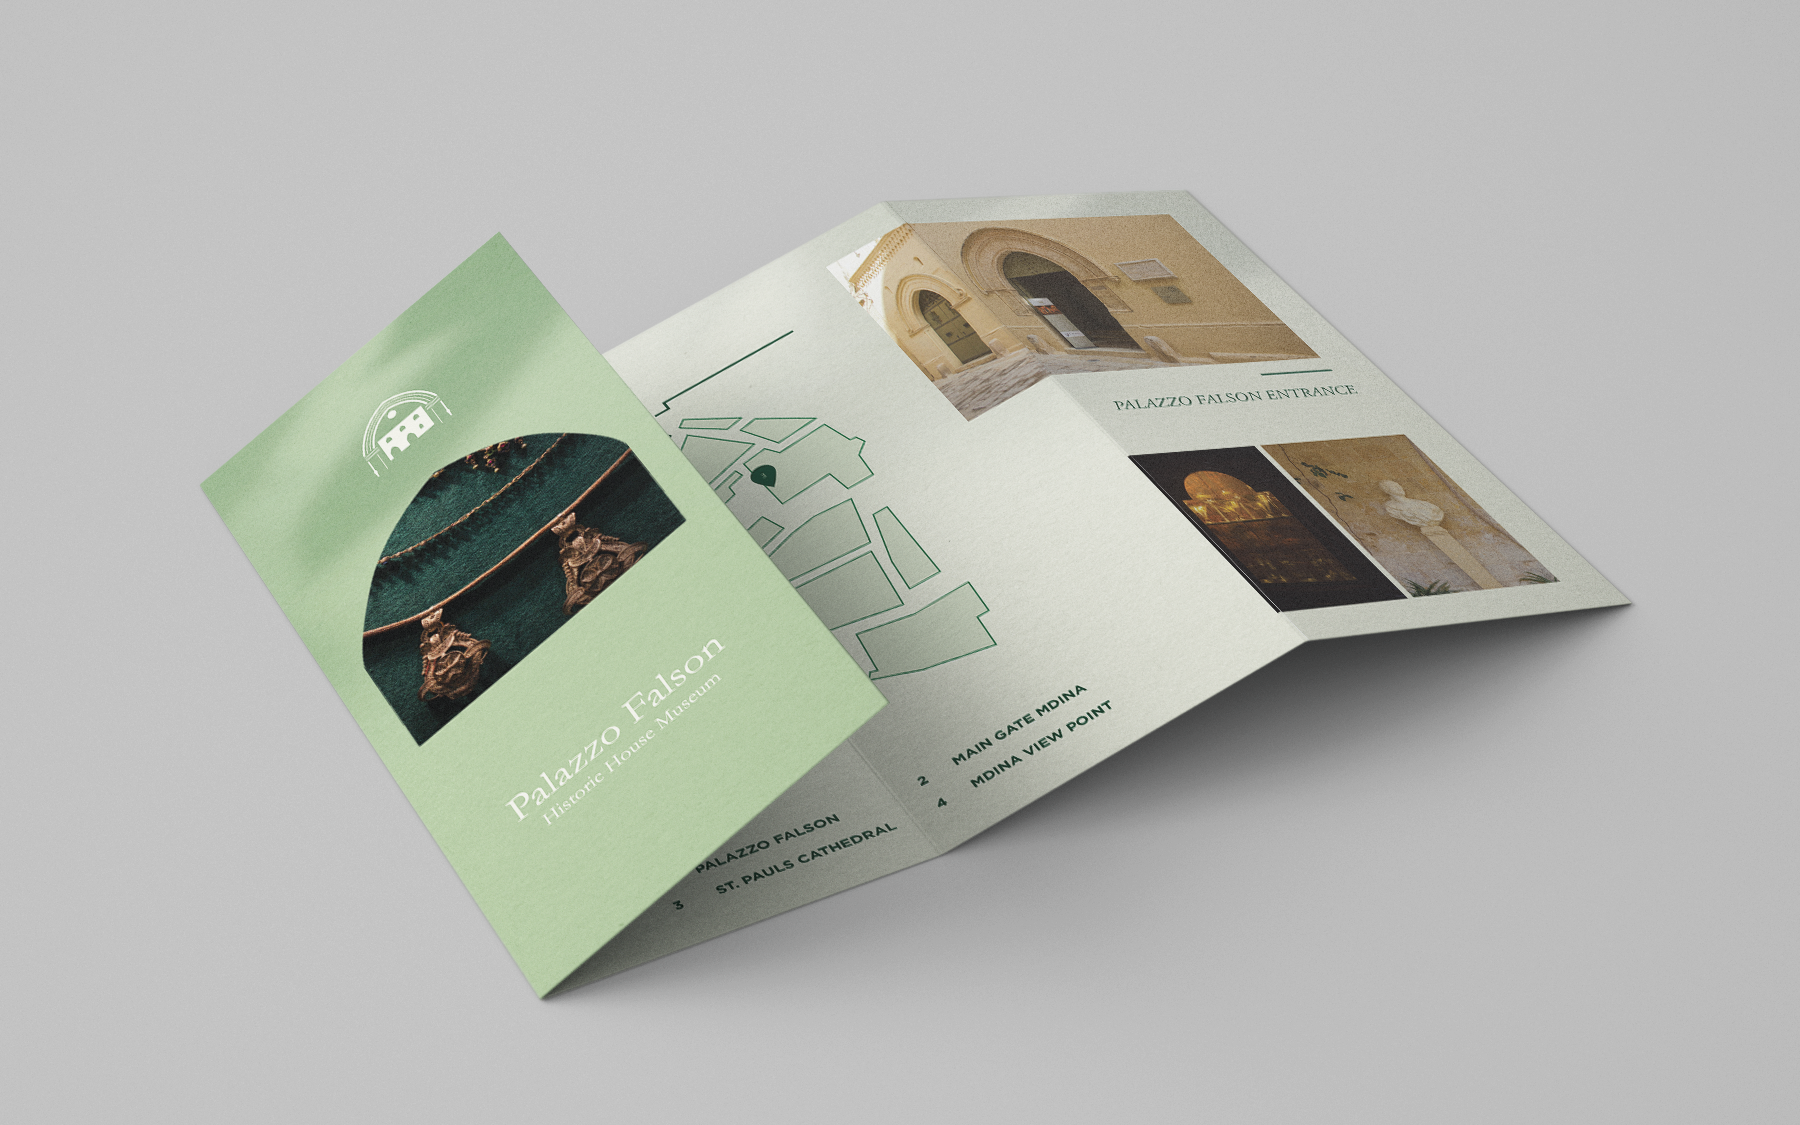 Palazzo Falson
Historic House Museum
PALAZZO FALSON
3 ST. PAULS CATHEDRAL
2 MAIN GATE MDINA
4 MDINA VIEW POINT
PALAZZO FALSON ENTRANCE